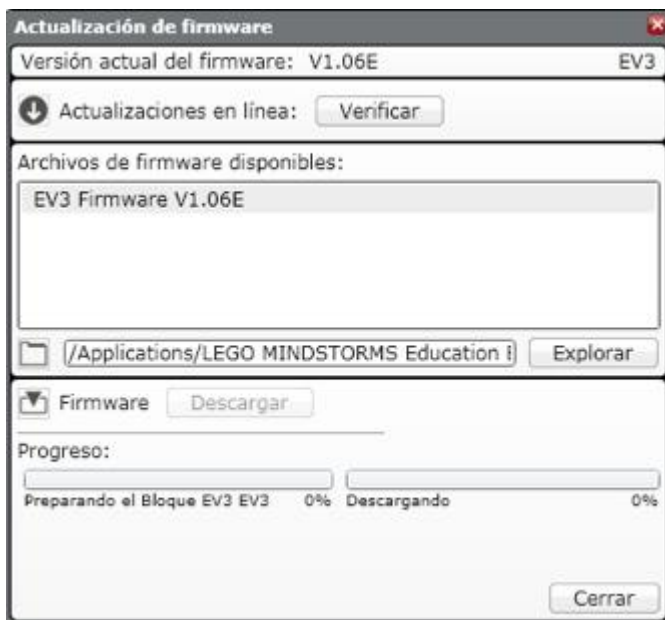 Actualización de firmware
Versión actual del firmware: V1.06E EV3
Actualizaciones en línea: Verificar
Archivos de firmware disponibles:
EV3 Firmware V1.06E
/Applications/LEGO MINDSTORMS Education E Explorar
Firmware Descargar
Progreso:
Preparando el Bloque EV3 EV3 0% Descargando 0%
Cerrar